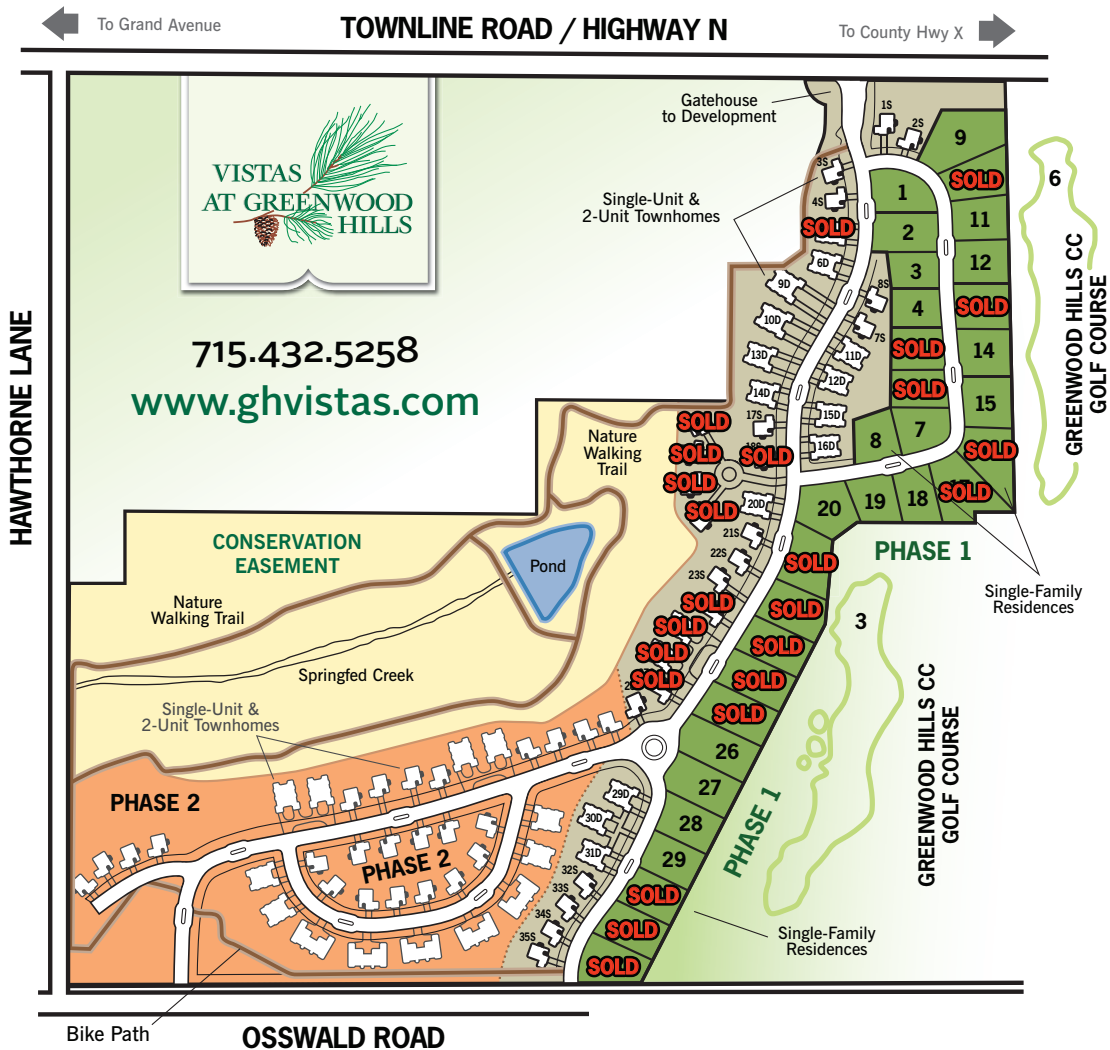 To Grand Avenue
TOWNLINE ROAD / HIGHWAY N
To County Hwy X
VISTAS
AT GREENWOOD
HILLS
715.432.5258
www.ghvistas.com
HAWTHORNE LANE
Gatehouse
to Development
Single-Unit &
2-Unit Townhomes
1S
2S
3S
4S
SOLD
6D
9D
10D
8S
7S
13D
11D
14D
12D
17S
15D
16D
SOLD
SOLD
SOLD
SOLD
SOLD
20D
21S
22S
23S
SOLD
SOLD
SOLD
SOLD
9
SOLD
1
11
2
12
3
4
SOLD
SOLD
14
SOLD
15
8
7
SOLD
20
19
18
SOLD
PHASE 1
Single-Family
Residences
6
GREENWOOD HILLS CC
GOLF COURSE
SOLD
SOLD
SOLD
SOLD
SOLD
26
27
28
29
SOLD
SOLD
SOLD
PHASE 1
3
GREENWOOD HILLS CC
GOLF COURSE
Single-Family
Residences
Nature
Walking
Trail
CONSERVATION
EASEMENT
Pond
Nature
Walking Trail
Springfed Creek
Single-Unit &
2-Unit Townhomes
PHASE 2
PHASE 2
29D
30D
31D
32S
33S
34S
35S
Bike Path
OSSWALD ROAD